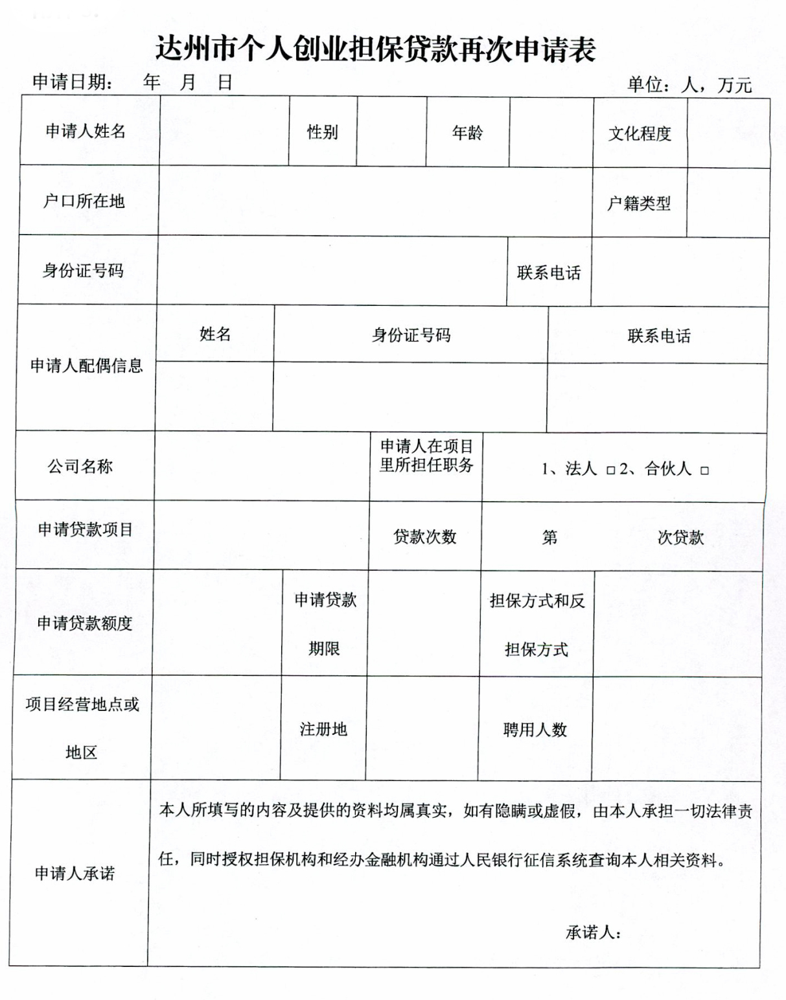 达州市个人创业担保贷款再次申请表
申请日期： 年 月 日 单位：人，万元
申请人姓名 性别 年龄 文化程度
户口所在地 户籍类型
身份证号码 联系电话
申请人配偶信息 姓名 身份证号码 联系电话
公司名称 申请人在项目
里所担任职务 1、法人 □ 2、合伙人 □
申请贷款项目 贷款次数 第 次贷款
申请贷款额度 申请贷款
期限 担保方式和反
担保方式
项目经营地点或
地区 注册地 聘用人数
申请人承诺
本人所填写的内容及提供的资料均属真实，如有隐瞒或虚假，由本人承担一切法律责
任，同时授权担保机构和经办金融机构通过人民银行征信系统查询本人相关资料。
承诺人：